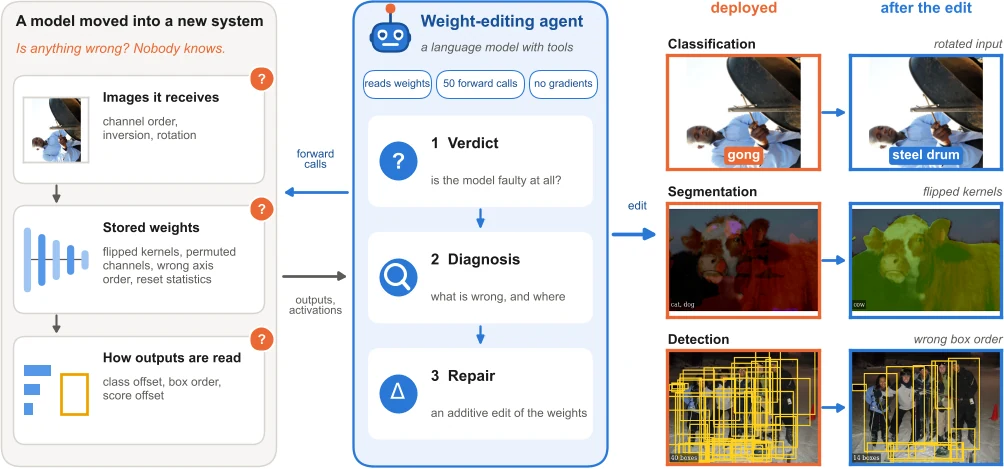 A model moved into a new system
Is anything wrong? Nobody knows.
?
Images it receives
channel order,
inversion, rotation
?
Stored weights
flipped kernels, permuted
channels, wrong axis
order, reset statistics
?
How outputs are read
class offset, box order,
score offset
forward
calls
outputs,
activations
Weight-editing agent
a language model with tools
reads weights
50 forward calls
no gradients
?
1 Verdict
is the model faulty at all?
2 Diagnosis
what is wrong, and where
Δ
3 Repair
an additive edit of the weights
edit
deployed
after the edit
Classification
rotated input
gong
steel drum
Segmentation
flipped kernels
cat, dog
cow
Detection
wrong box order
40 boxes
14 boxes